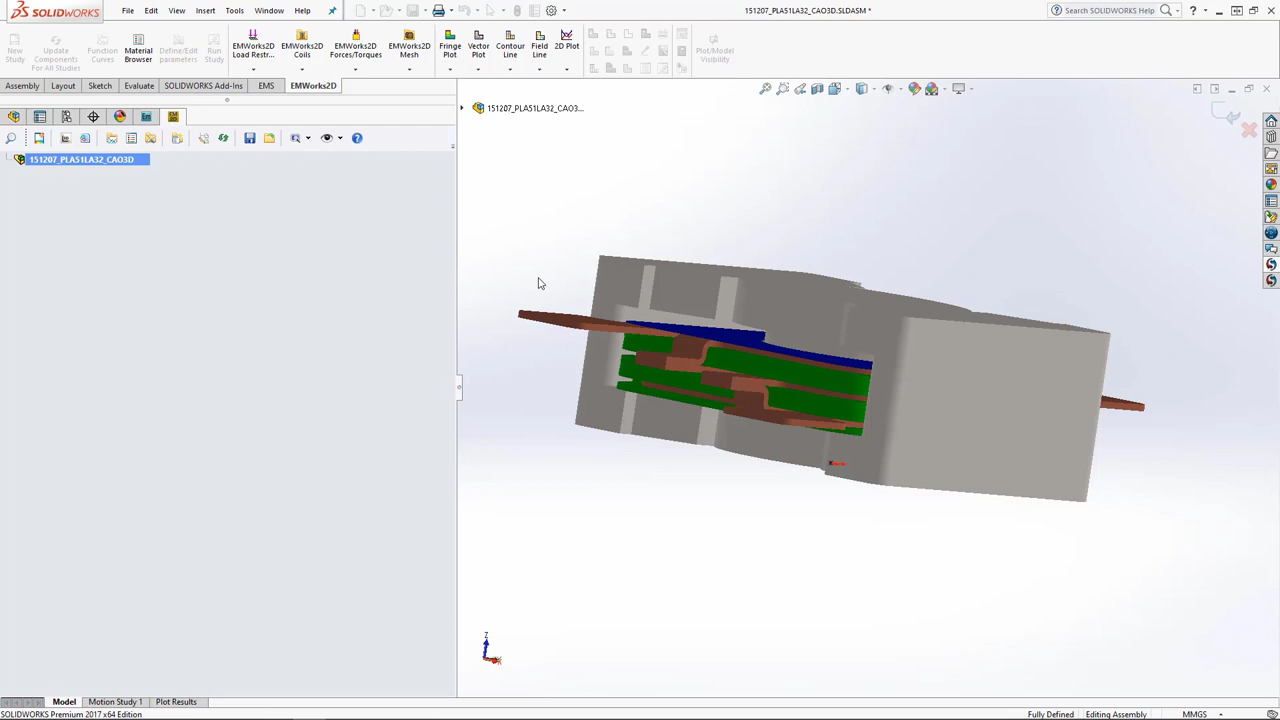 SOLIDWORKS File Edit View Insert Tools Window Help 151207_PLA51LA32_CAO3D.SLDASM * Search SOLIDWORKS Help
New Study
Update Components For All Studies
Function Curves
Material Browser
Define/Edit parameters
Run Study
EMWorks2D Load Restr...
EMWorks2D Coils
EMWorks2D Forces/Torques
EMWorks2D Mesh
Fringe Plot
Vector Plot
Contour Line
Field Line
2D Plot
Plot/Model Visibility
Assembly Layout Sketch Evaluate SOLIDWORKS Add-Ins EMS EMWorks2D
151207_PLA51LA32_CAO3...
151207_PLA51LA32_CAO3D
Z
Model Motion Study 1 Plot Results
SOLIDWORKS Premium 2017 x64 Edition Fully Defined Editing Assembly MMGS